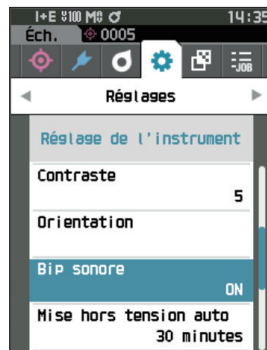 I+E 14:35
Éch. 0005
-JOB
Réglages
Réglage de l'instrument
Contraste
5
Orientation
Bip sonore
ON
Mise hors tension auto
30 minutes